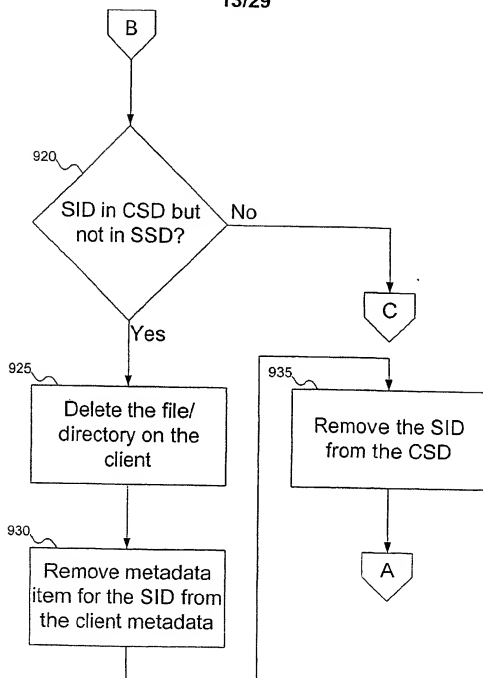 13/29
B
920
SID in CSD but
not in SSD?
No
C
Yes
925
Delete the file/
directory on the
client
930
Remove metadata
item for the SID from
the client metadata
935
Remove the SID
from the CSD
A